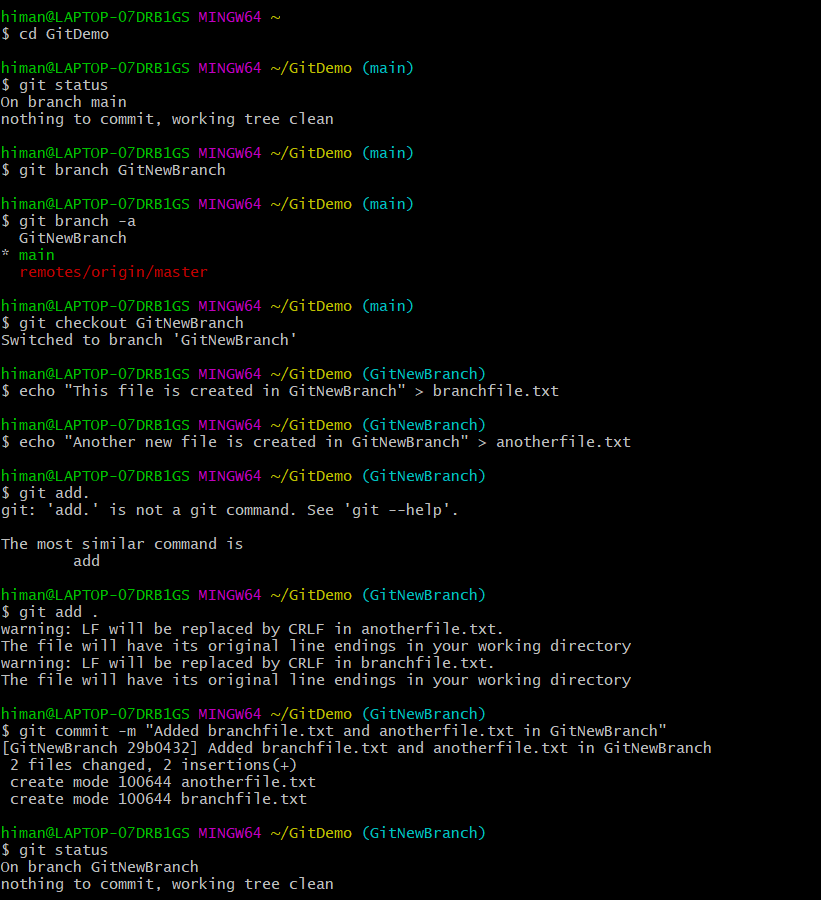 himan@LAPTOP-07DRB1GS MINGW64 ~
$ cd GitDemo

himan@LAPTOP-07DRB1GS MINGW64 ~/GitDemo (main)
$ git status
On branch main
nothing to commit, working tree clean

himan@LAPTOP-07DRB1GS MINGW64 ~/GitDemo (main)
$ git branch GitNewBranch

himan@LAPTOP-07DRB1GS MINGW64 ~/GitDemo (main)
$ git branch -a
  GitNewBranch
* main
  remotes/origin/master

himan@LAPTOP-07DRB1GS MINGW64 ~/GitDemo (main)
$ git checkout GitNewBranch
Switched to branch 'GitNewBranch'

himan@LAPTOP-07DRB1GS MINGW64 ~/GitDemo (GitNewBranch)
$ echo "This file is created in GitNewBranch" > branchfile.txt

himan@LAPTOP-07DRB1GS MINGW64 ~/GitDemo (GitNewBranch)
$ echo "Another new file is created in GitNewBranch" > anotherfile.txt

himan@LAPTOP-07DRB1GS MINGW64 ~/GitDemo (GitNewBranch)
$ git add.
git: 'add.' is not a git command. See 'git --help'.

The most similar command is
        add

himan@LAPTOP-07DRB1GS MINGW64 ~/GitDemo (GitNewBranch)
$ git add .
warning: LF will be replaced by CRLF in anotherfile.txt.
The file will have its original line endings in your working directory
warning: LF will be replaced by CRLF in branchfile.txt.
The file will have its original line endings in your working directory

himan@LAPTOP-07DRB1GS MINGW64 ~/GitDemo (GitNewBranch)
$ git commit -m "Added branchfile.txt and anotherfile.txt in GitNewBranch"
[GitNewBranch 29b0432] Added branchfile.txt and anotherfile.txt in GitNewBranch
 2 files changed, 2 insertions(+)
 create mode 100644 anotherfile.txt
 create mode 100644 branchfile.txt

himan@LAPTOP-07DRB1GS MINGW64 ~/GitDemo (GitNewBranch)
$ git status
On branch GitNewBranch
nothing to commit, working tree clean